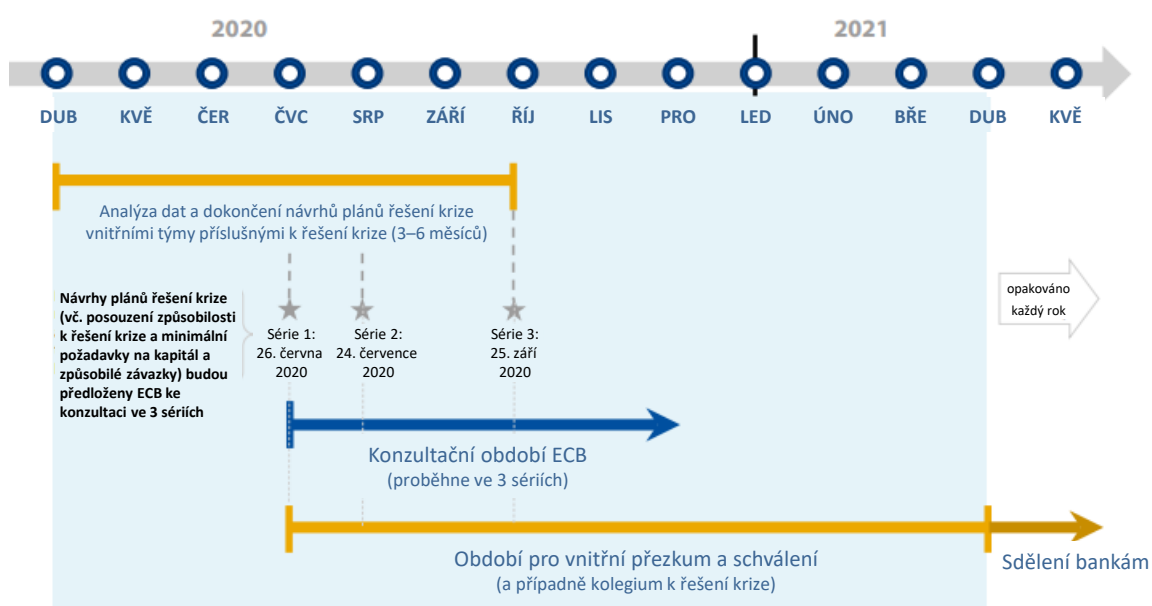 2020
2021
DUB KVĚ ČER ČVC SRP ZÁŘÍ ŘÍJ LIS PRO LED ÚNO BŘE DUB KVĚ
Analýza dat a dokončení návrhů plánů řešení krize
vnitřními týmy příslušnými k řešení krize (3–6 měsíců)
Návrhy plánů řešení krize
(vč. posouzení způsobilosti
k řešení krize a minimální
požadavky na kapitál a
způsobilé závazky) budou
předloženy ECB ke
konzultaci ve 3 sériích
Série 1:
26. června
2020
Série 2:
24. července
2020
Série 3:
25. září
2020
opakováno
každý rok
Konzultační období ECB
(proběhne ve 3 sériích)
Období pro vnitřní přezkum a schválení
(a případně kolegium k řešení krize)
Sdělení bankám